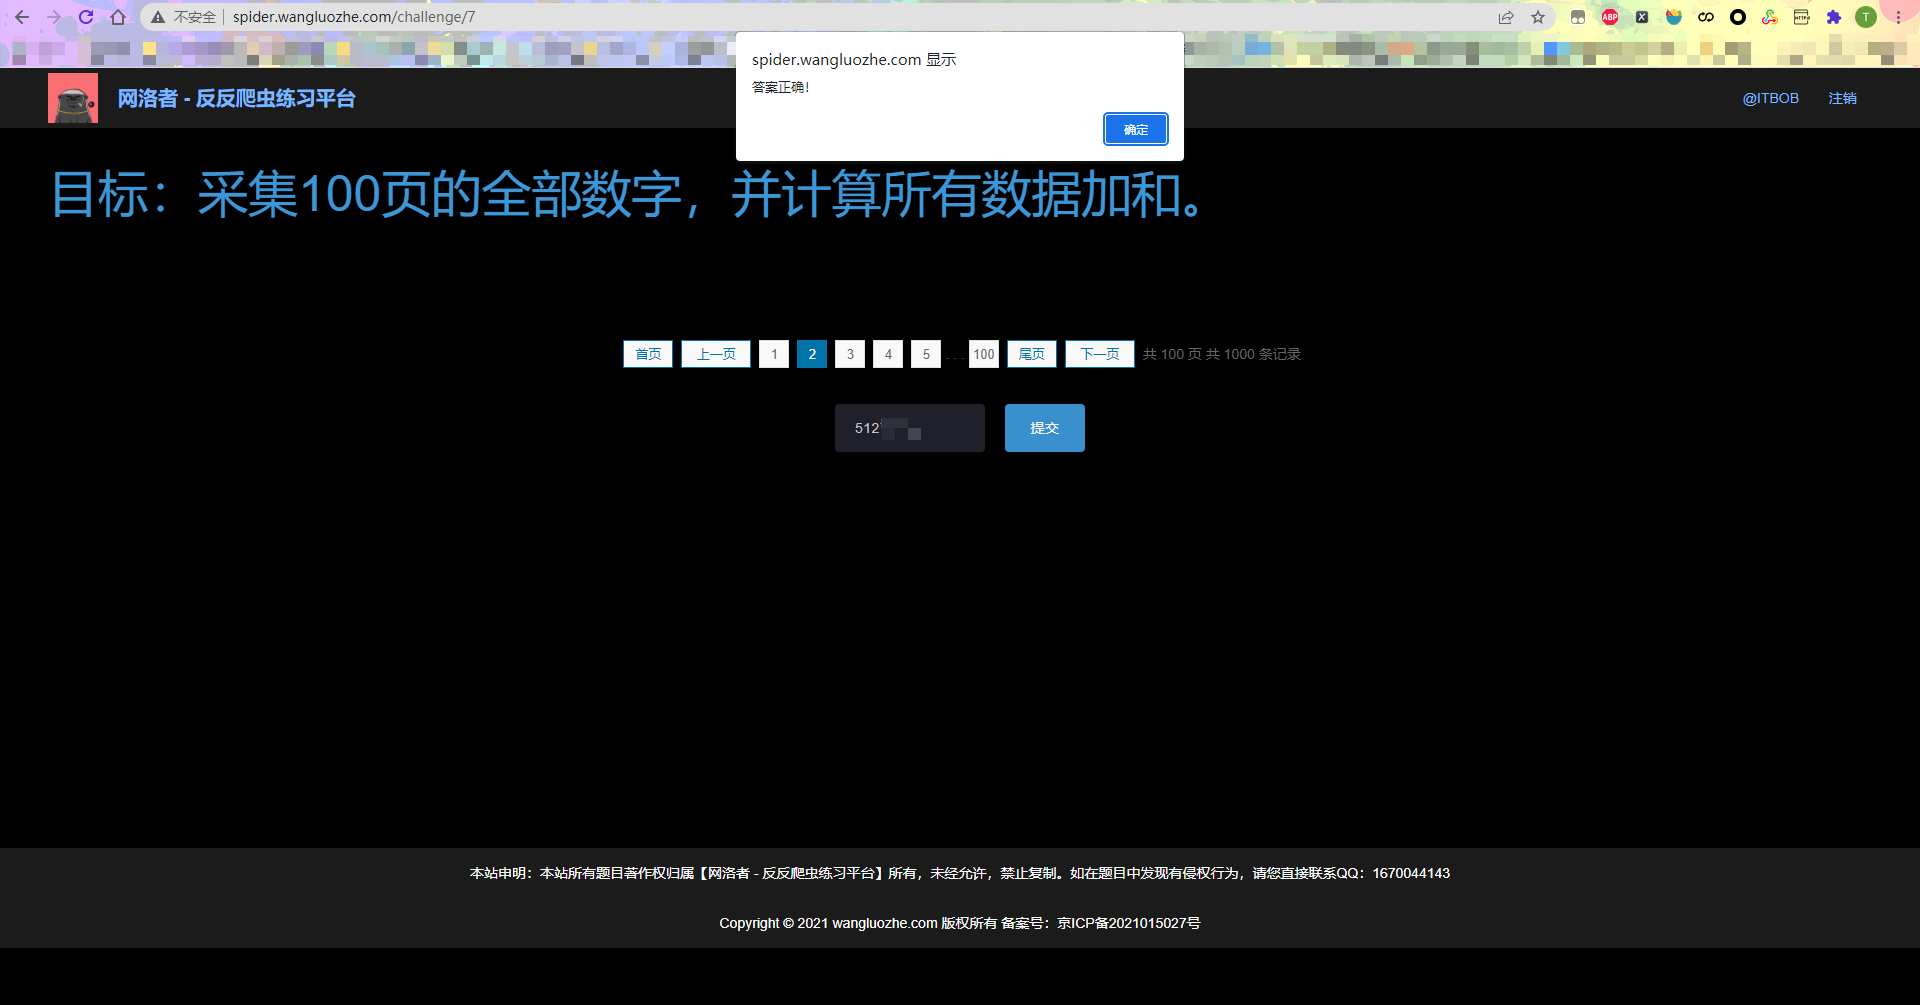 不安全 spider.wangluozhe.com/challenge/7
ABP
T
spider.wangluozhe.com 显示
答案正确!
确定
网洛者 - 反反爬虫练习平台
@ITBOB 注销
目标：采集100页的全部数字，并计算所有数据加和。
首页 上一页 1 2 3 4 5 ... 100 尾页 下一页 共 100 页 共 1000 条记录
512 提交
本站申明：本站所有题目著作权归属【网洛者 - 反反爬虫练习平台】所有，未经允许，禁止复制。如在题目中发现有侵权行为，请您直接联系QQ：1670044143
Copyright © 2021 wangluozhe.com 版权所有 备案号：京ICP备2021015027号